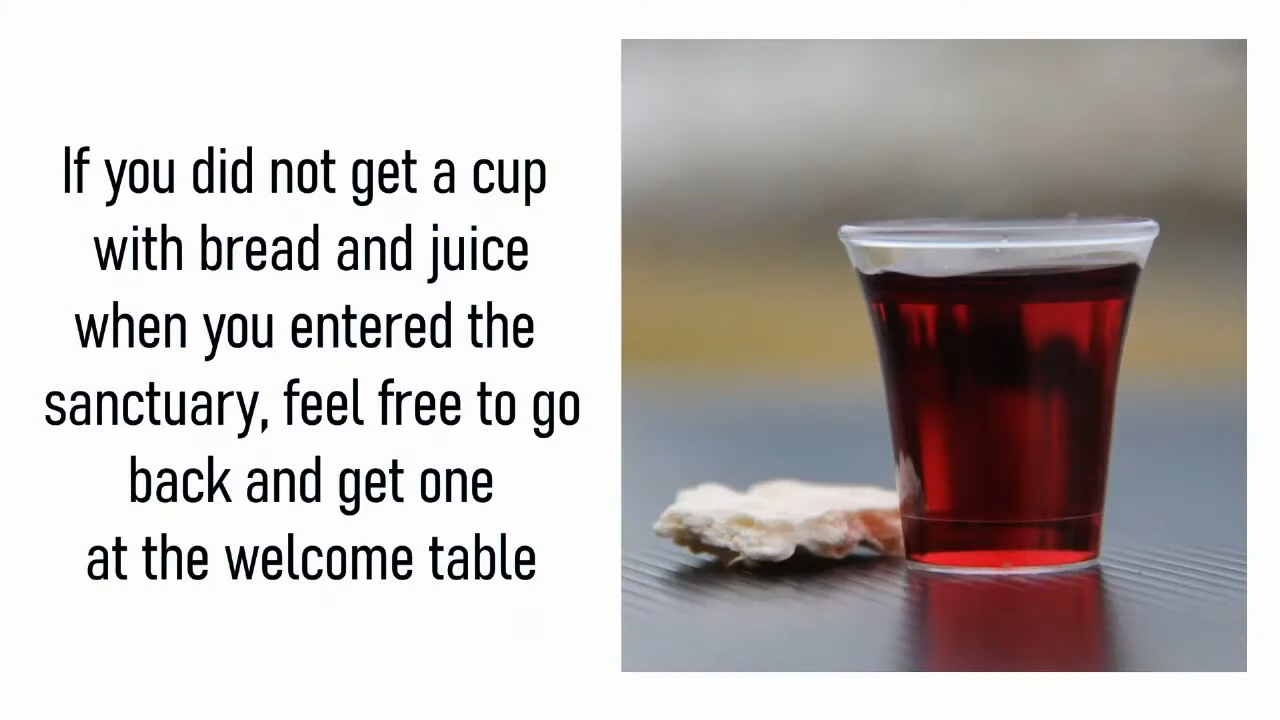 If you did not get a cup
with bread and juice
when you entered the
sanctuary, feel free to go
back and get one
at the welcome table